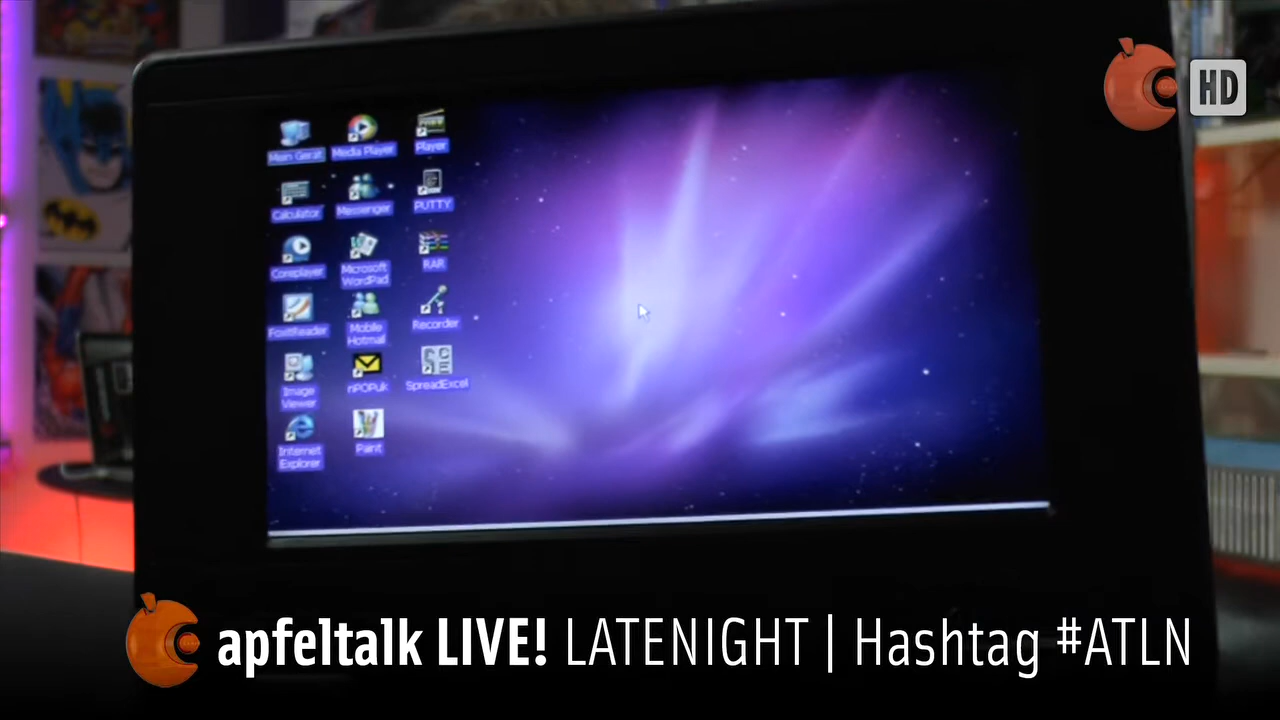 HD
Mein Gerät
Media Player
Player
Calculator
Messenger
PUTTY
Coreplayer
Microsoft
WordPad
RAR
FoxitReader
Mobile
Hotmail
Recorder
Image
Viewer
nPOPuk
SpreadExcel
Internet
Explorer
Paint
apfeltalk LIVE! LATENIGHT | Hashtag #ATLN